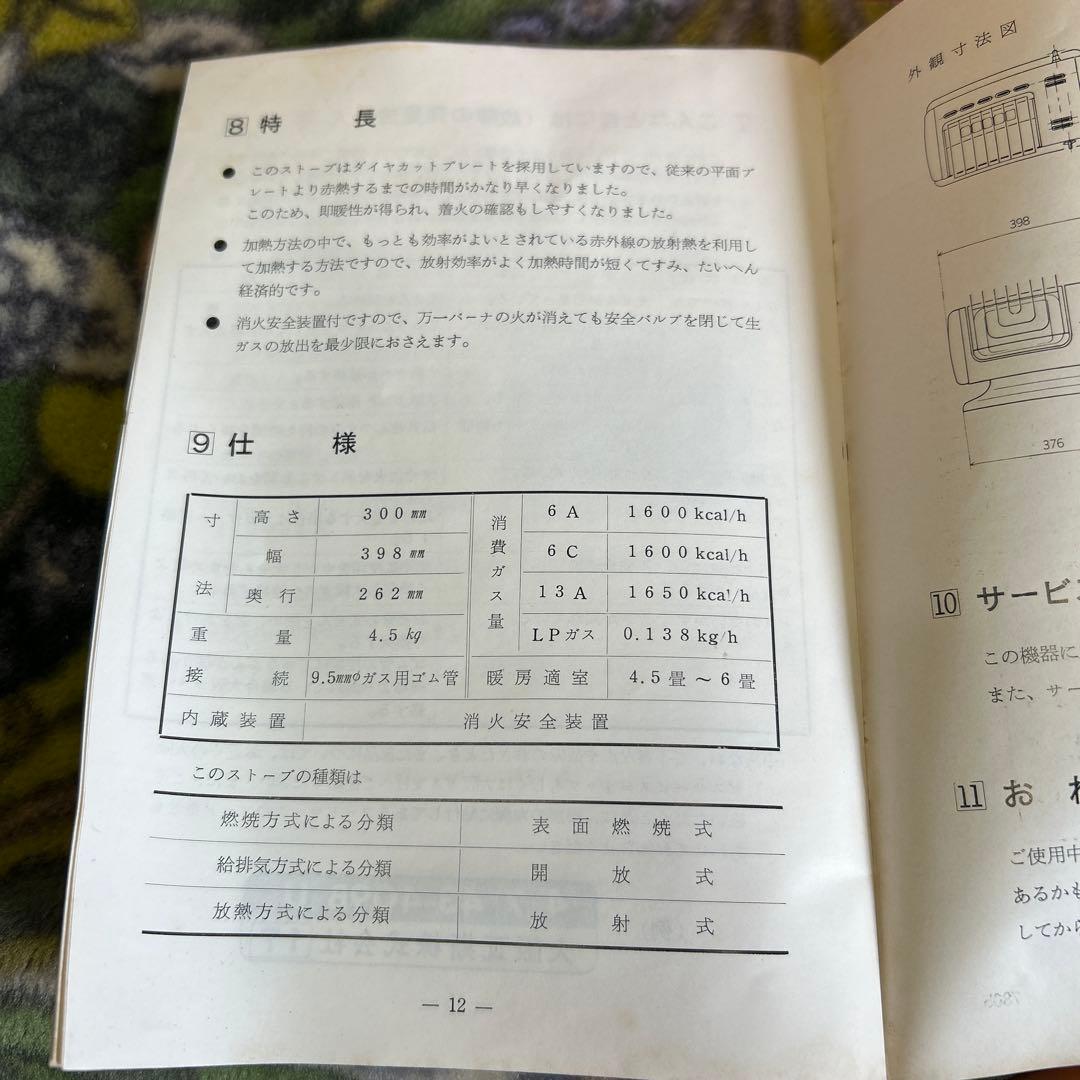 8 特長
● このストーブはダイヤカットプレートを採用していますので、従来の平面プ
レートより赤熱するまでの時間がかなり早くなりました。
このため、即暖性が得られ、着火の確認もしやすくなりました。
● 加熱方法の中で、もっとも効率がよいとされている赤外線の放射熱を利用し
て加熱する方法ですので、放射効率がよく加熱時間が短くてすみ、たいへん
経済的です。
● 消火安全装置付ですので、万一バーナの火が消えても安全バルブを閉じて生
ガスの放出を最少限におさえます。
9 仕様
寸法 高さ 300mm 消費ガス量 6A 1600kcal/h
幅 398mm 6C 1600kcal/h
奥行 262mm 13A 1650kcal/h
重量 4.5kg LPガス 0.138kg/h
接続 9.5mmφガス用ゴム管 暖房適室 4.5畳～6畳
内蔵装置 消火安全装置
このストーブの種類は
燃焼方式による分類 表面燃焼式
給排気方式による分類 開放式
放熱方式による分類 放射式
— 12 —
外観寸法図
398
376
10 サービ
この機器に
また、サー
11 お
ご使用中
あるかも
してから